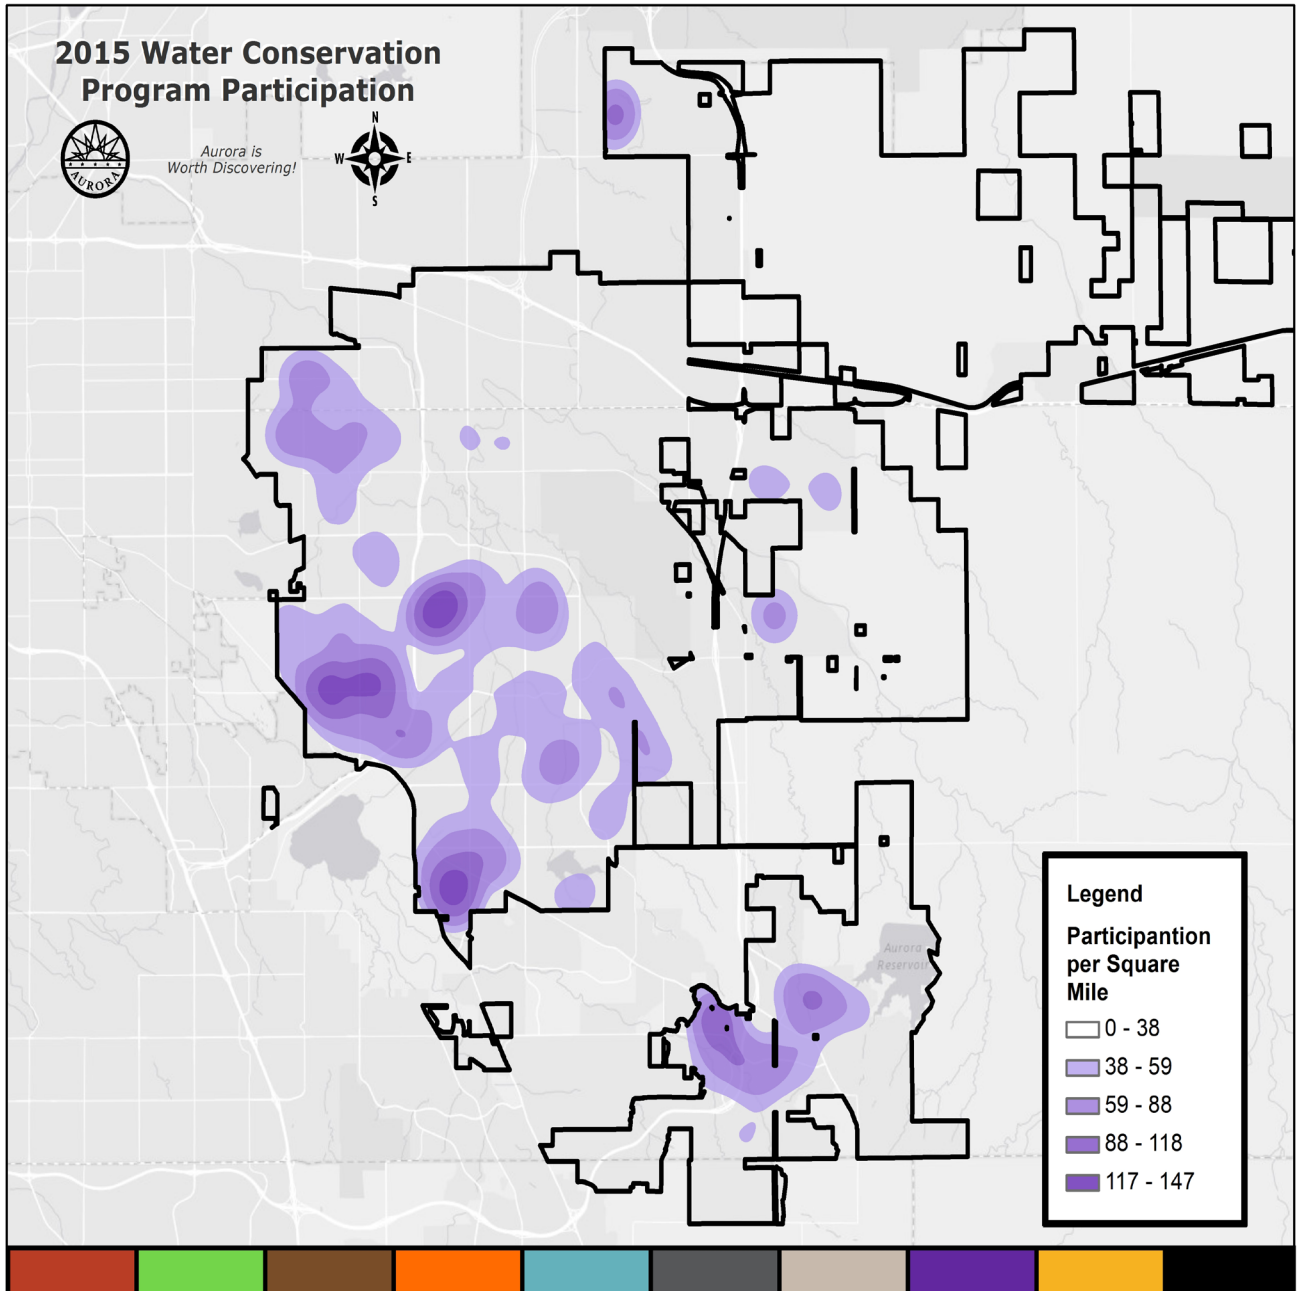 2015 Water Conservation
Program Participation
AURORA
Aurora is
Worth Discovering!
N
W
E
S
Aurora
Reservoir
Legend
Participantion
per Square
Mile
0 - 38
38 - 59
59 - 88
88 - 118
117 - 147